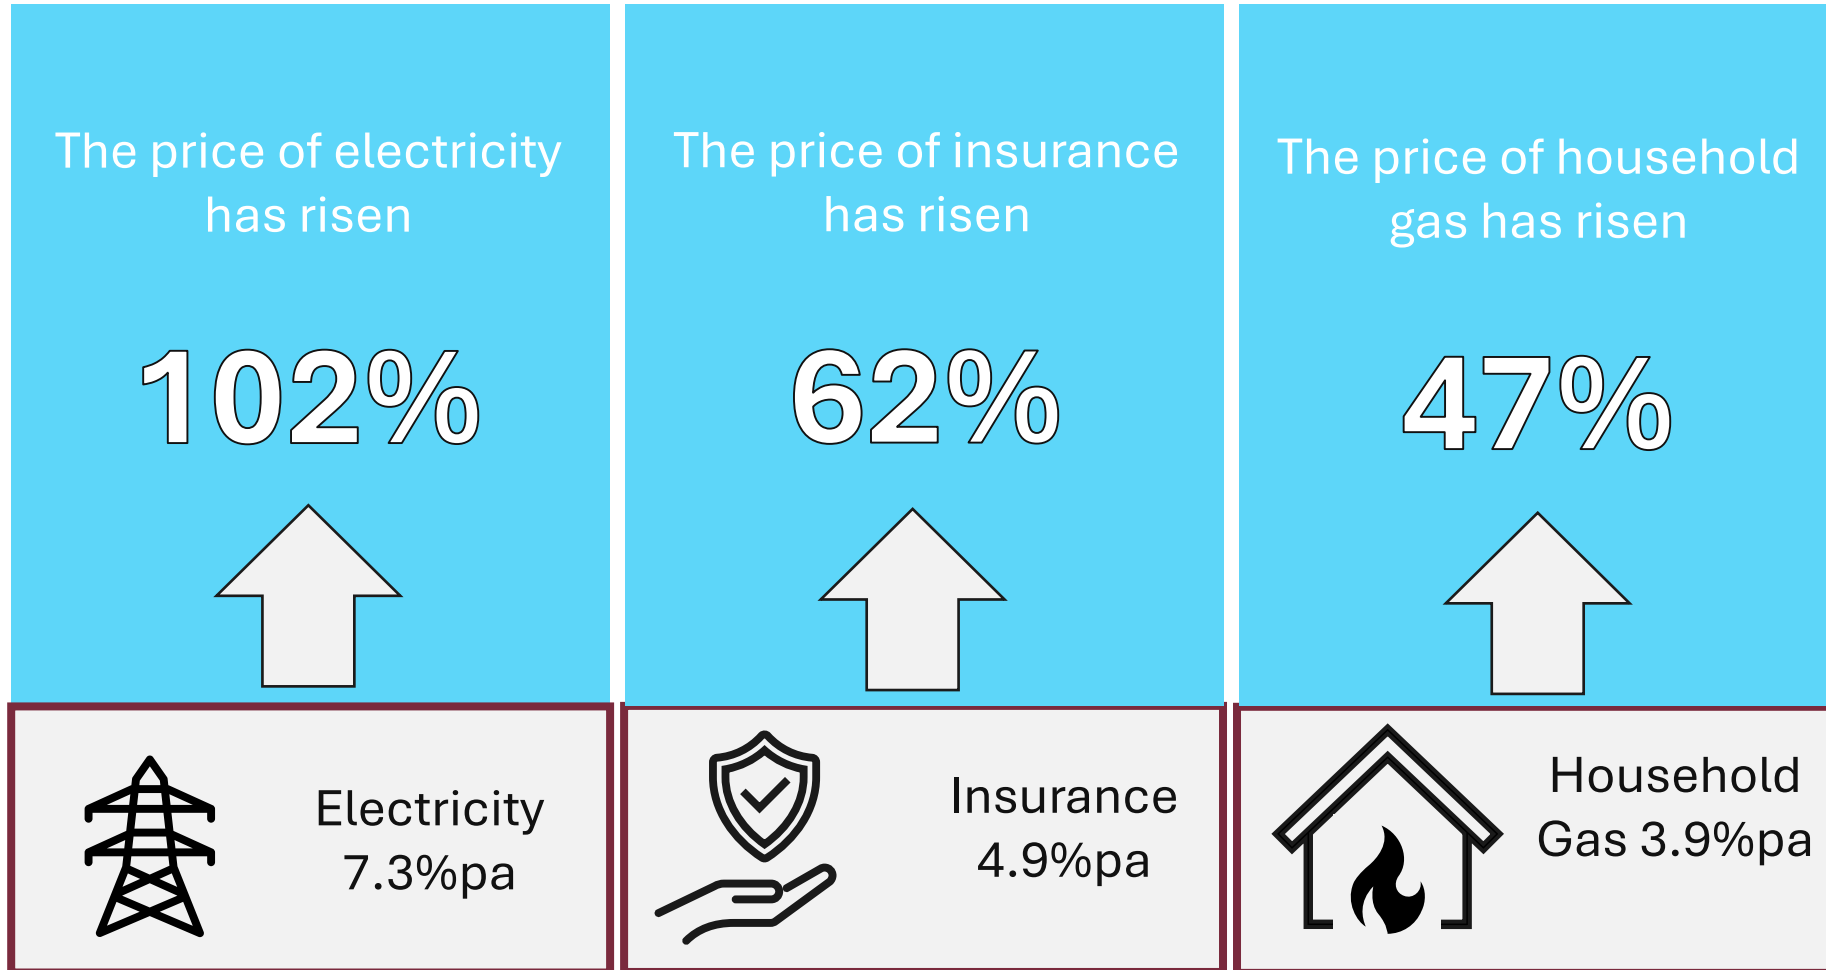 The price of electricity
has risen
102%
Electricity
7.3%pa
The price of insurance
has risen
62%
Insurance
4.9%pa
The price of household
gas has risen
47%
Household
Gas 3.9%pa